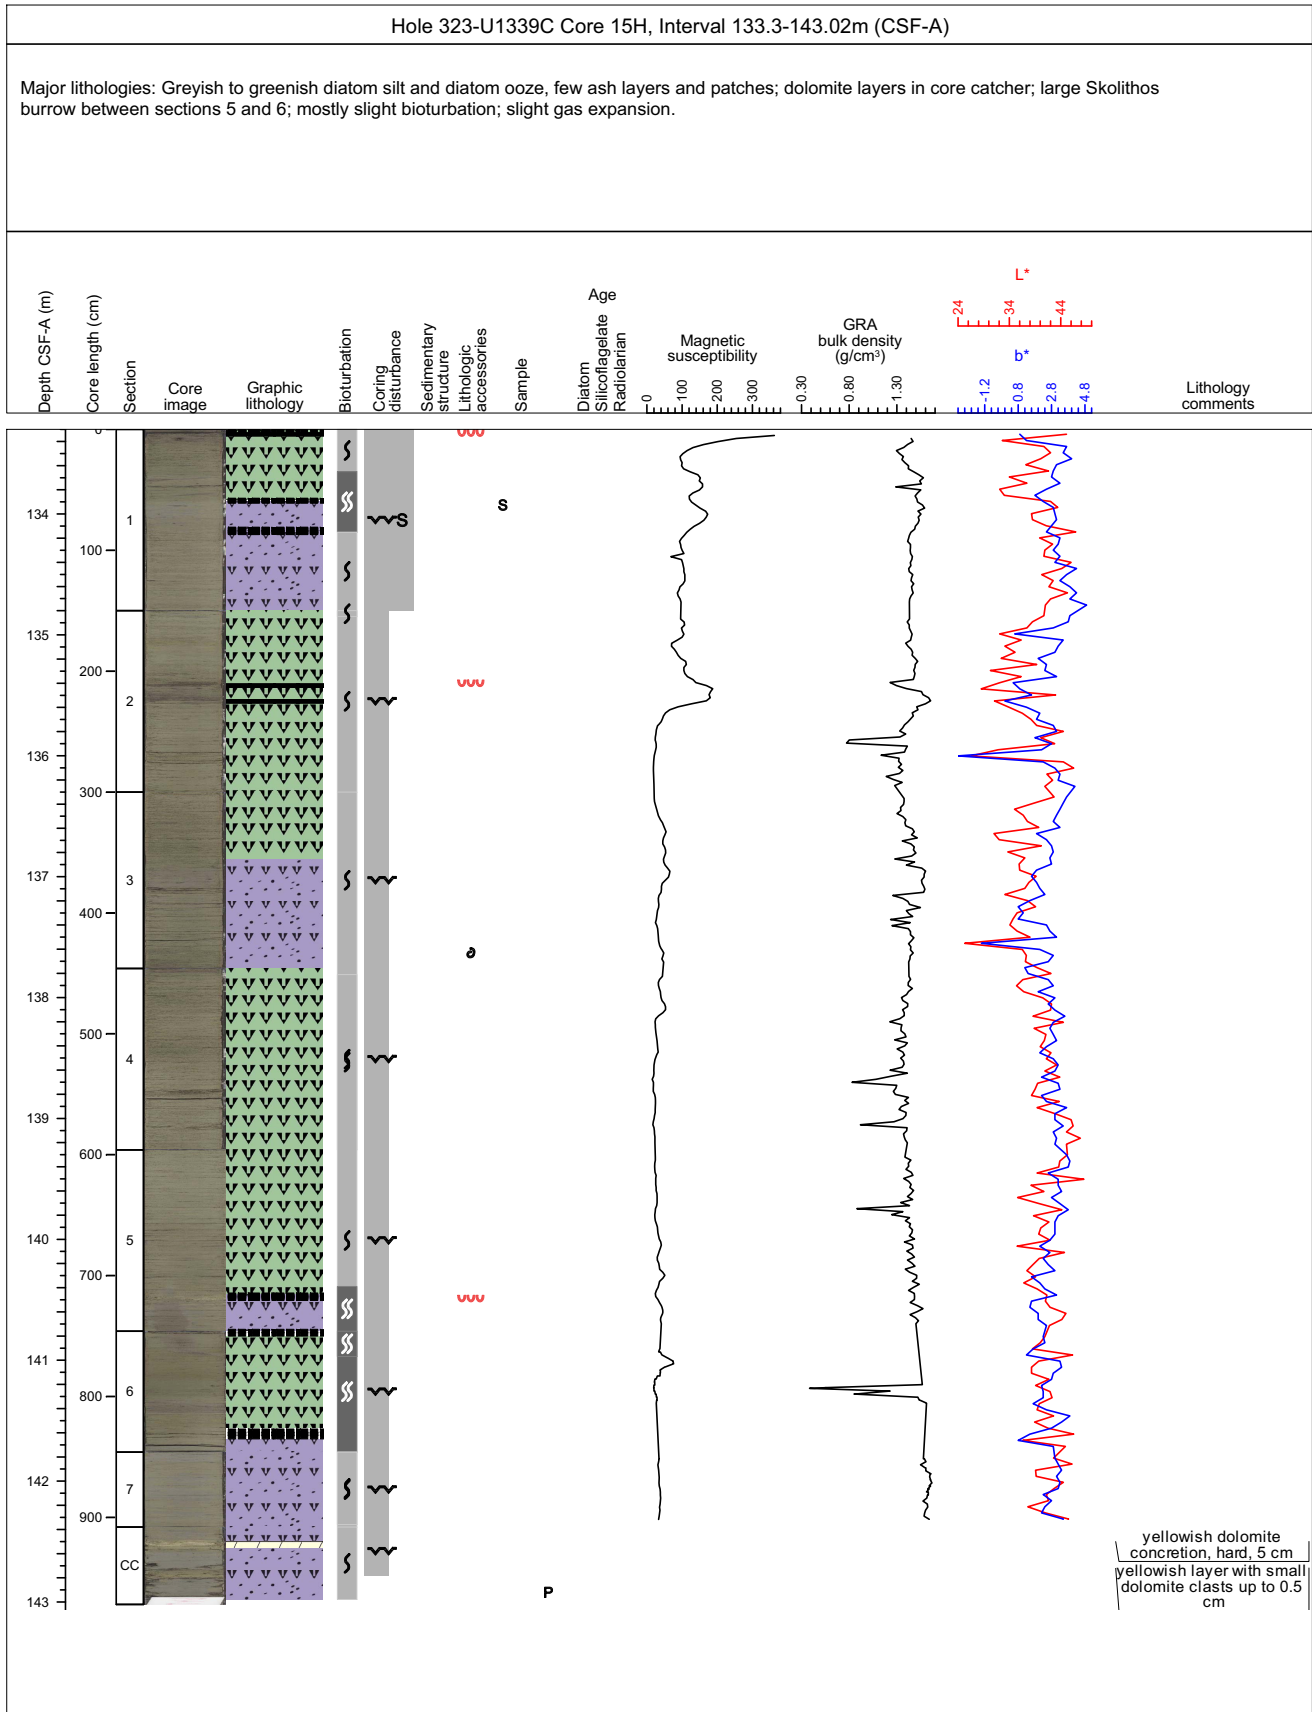 Hole 323-U1339C Core 15H, Interval 133.3-143.02m (CSF-A)
Major lithologies: Greyish to greenish diatom silt and diatom ooze, few ash layers and patches; dolomite layers in core catcher; large Skolithos
burrow between sections 5 and 6; mostly slight bioturbation; slight gas expansion.
Depth CSF-A (m)
Core length (cm)
Section
Core
image
Graphic
lithology
Bioturbation
Coring
disturbance
Sedimentary
structure
Lithologic
accessories
Sample
Age
Diatom
Silicoflagelate
Radiolarian
Magnetic
susceptibility
0 100 200 300
GRA
bulk density
(g/cm³)
0.30 0.80 1.30
L*
24 34 44
b*
-1.2 0.8 2.8 4.8
Lithology
comments
0
S
134
1
S
100
135
200
2
136
300
137
3
400
138
500
4
139
600
140
5
700
141
6
800
142
7
900
yellowish dolomite
concretion, hard, 5 cm
CC
yellowish layer with small
dolomite clasts up to 0.5
cm
P
143